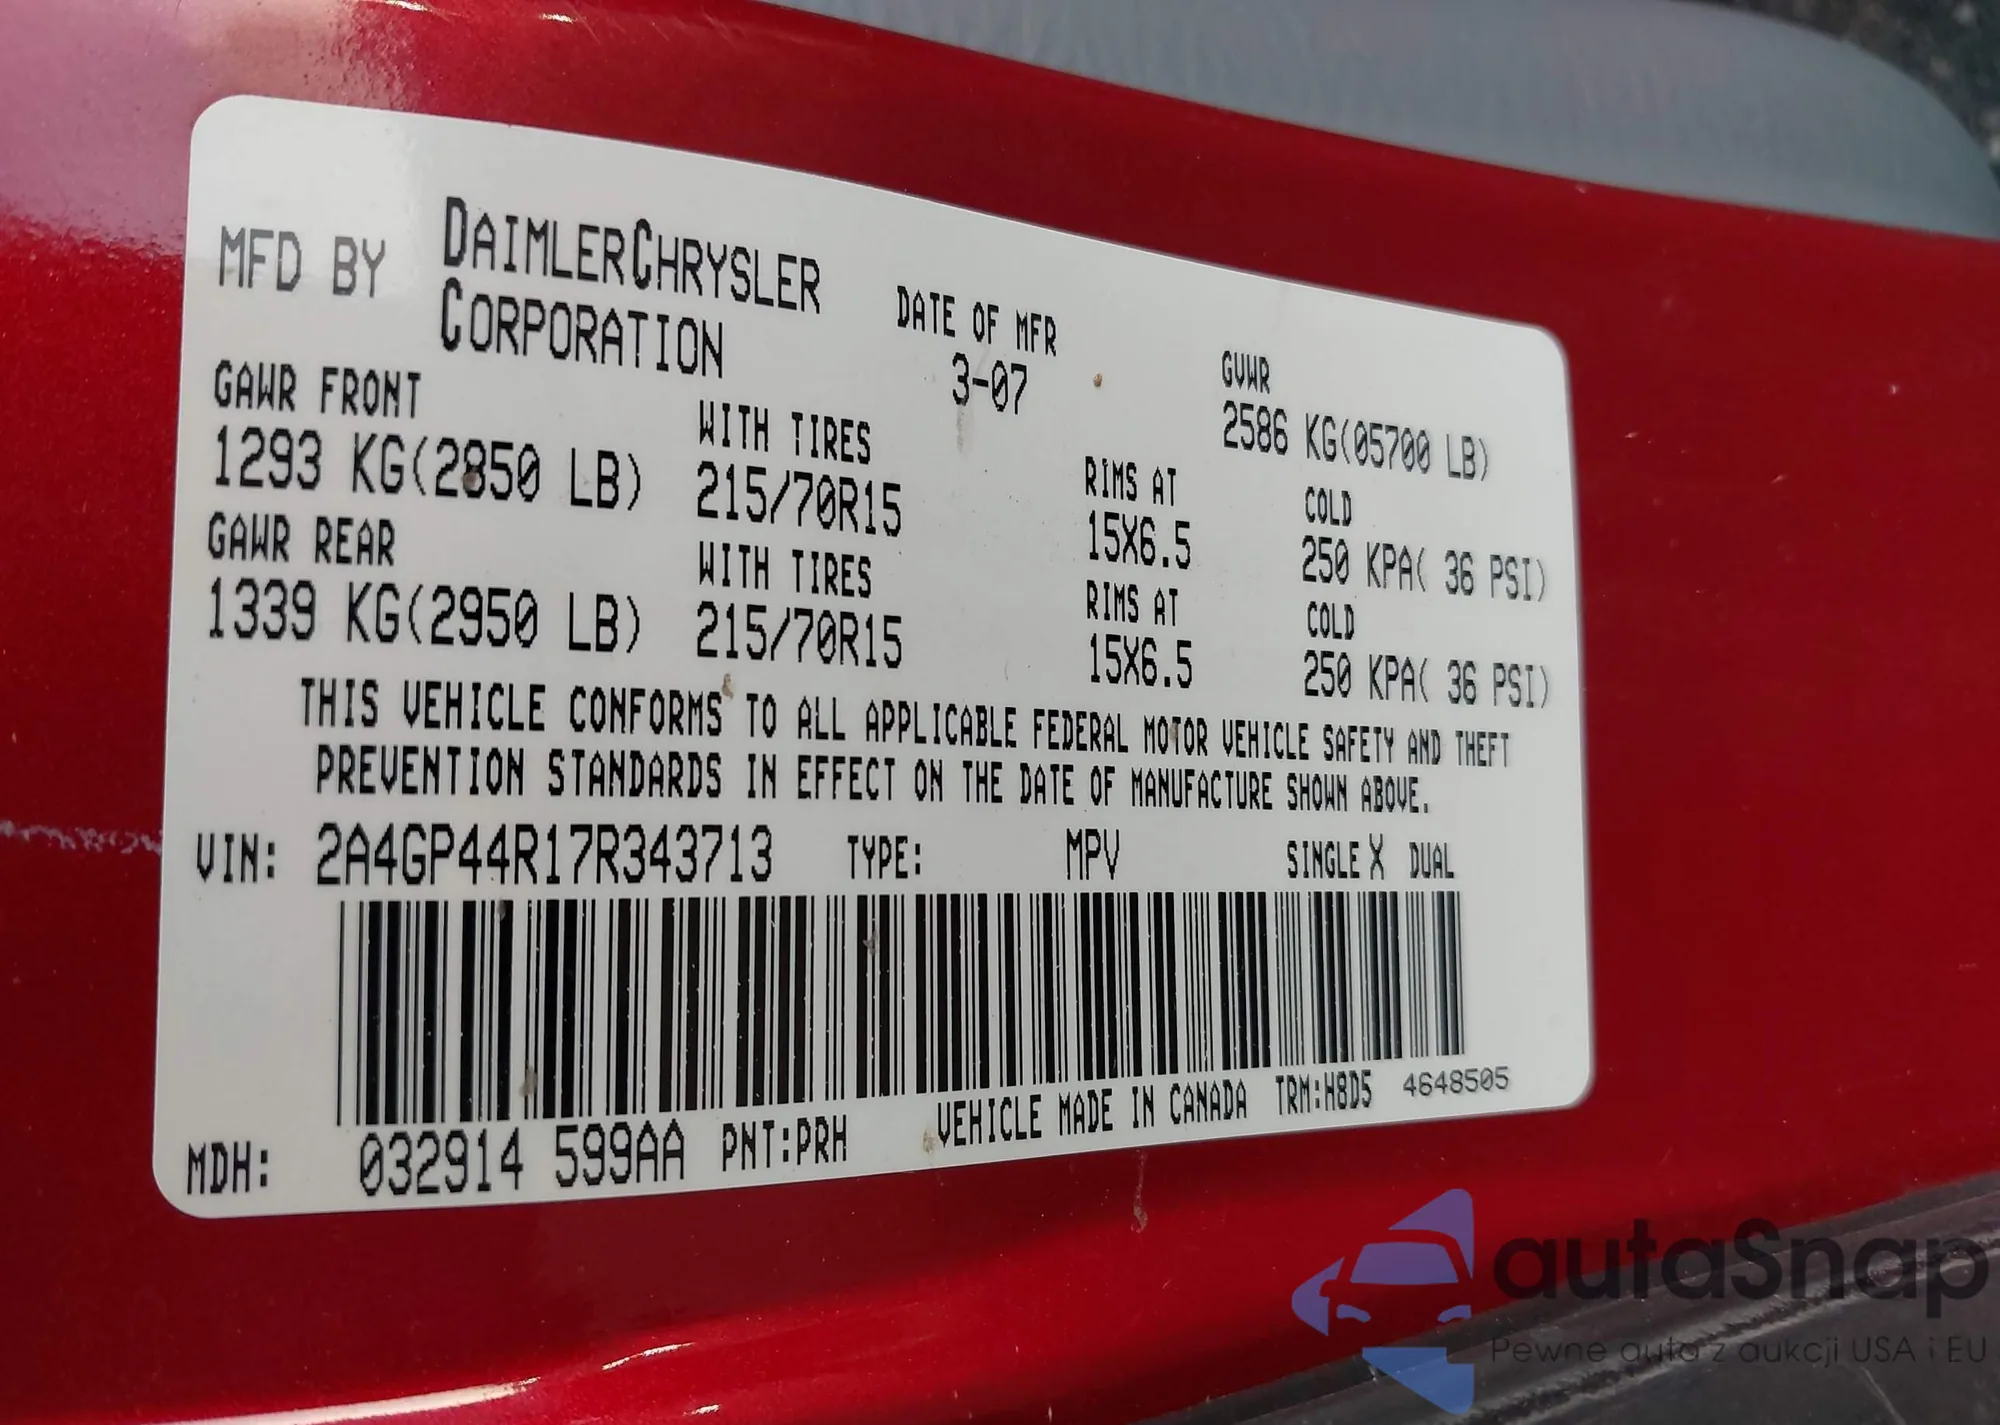 MFD BY DAIMLERCHRYSLER CORPORATION
DATE OF MFR
3-07
GVWR
2586 KG(05700 LB)
GAWR FRONT WITH TIRES RIMS AT COLD
1293 KG(2850 LB) 215/70R15 15X6.5 250 KPA( 36 PSI)
GAWR REAR WITH TIRES RIMS AT COLD
1339 KG(2950 LB) 215/70R15 15X6.5 250 KPA( 36 PSI)
THIS VEHICLE CONFORMS TO ALL APPLICABLE FEDERAL MOTOR VEHICLE SAFETY AND THEFT
PREVENTION STANDARDS IN EFFECT ON THE DATE OF MANUFACTURE SHOWN ABOVE.
VIN: 2A4GP44R17R343713 TYPE: MPV SINGLE X DUAL
MDH: 032914 599AA PNT:PRH VEHICLE MADE IN CANADA TRM:H8D5 4648505
autaSnap
Pewne auto z aukcji USA i EU